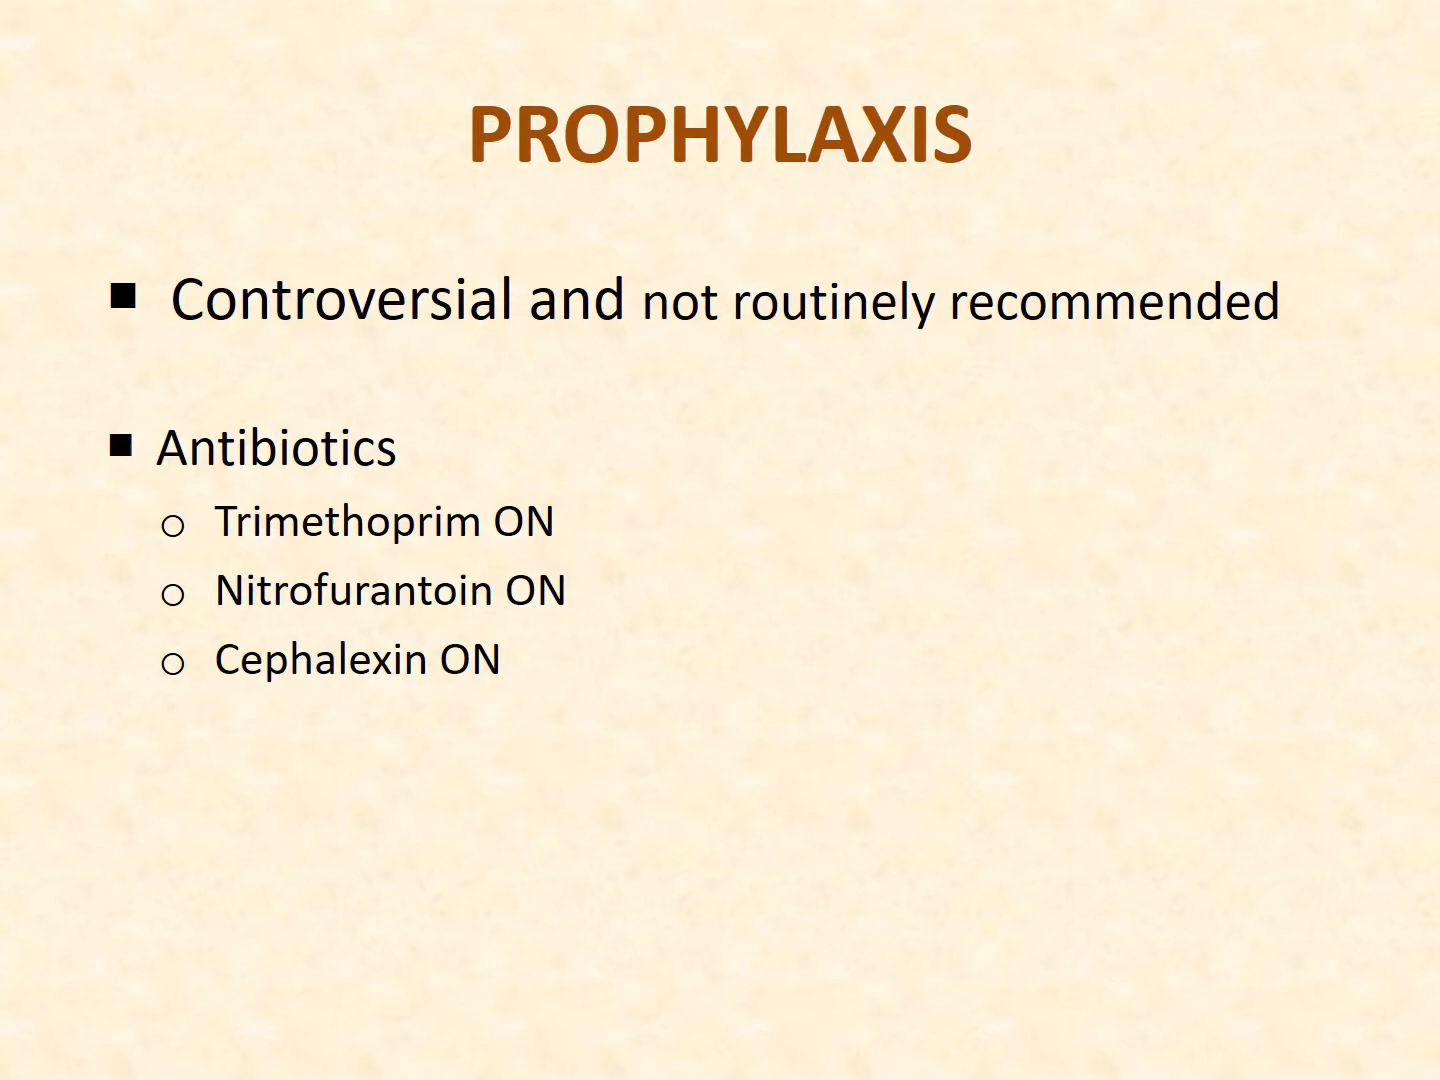 PROPHYLAXIS
▪ Controversial and not routinely recommended
▪ Antibiotics
o Trimethoprim ON
o Nitrofurantoin ON
o Cephalexin ON